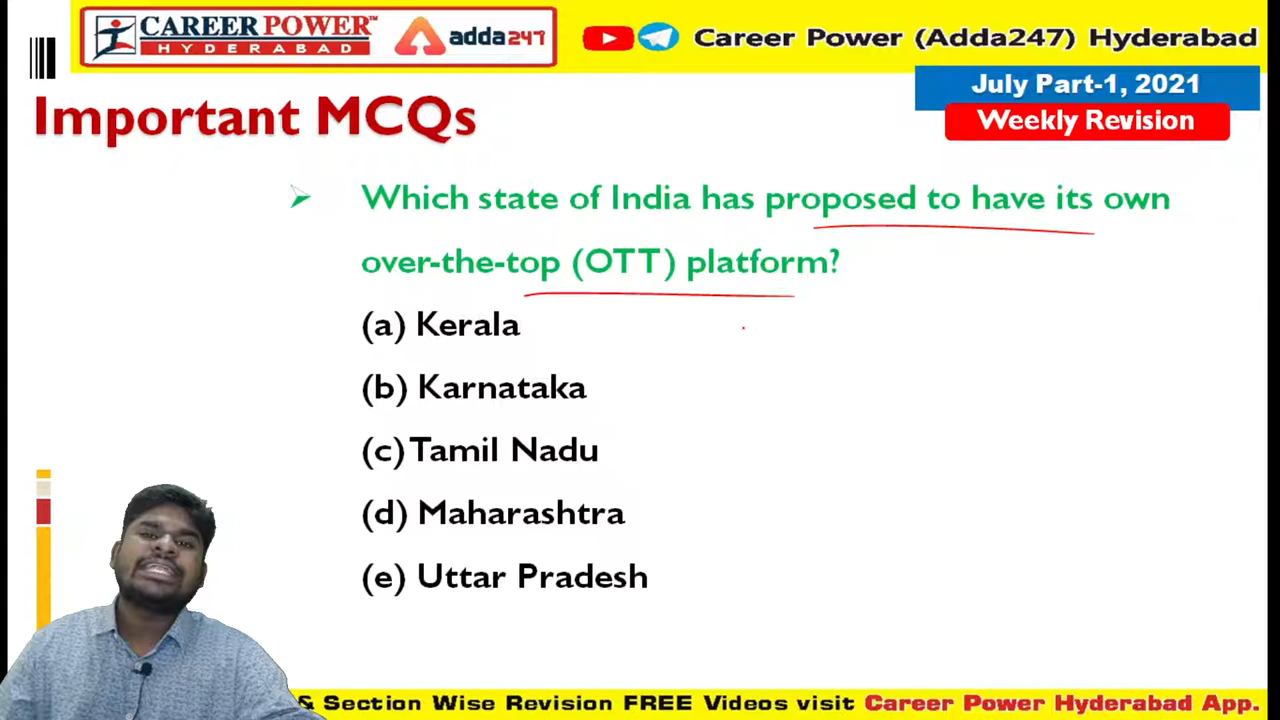 CAREER POWER™
HYDERABAD
adda247
Career Power (Adda247) Hyderabad
July Part-1, 2021
Weekly Revision
Important MCQs
Which state of India has proposed to have its own
over-the-top (OTT) platform?
(a) Kerala
(b) Karnataka
(c) Tamil Nadu
(d) Maharashtra
(e) Uttar Pradesh
& Section Wise Revision FREE Videos visit Career Power Hyderabad App.